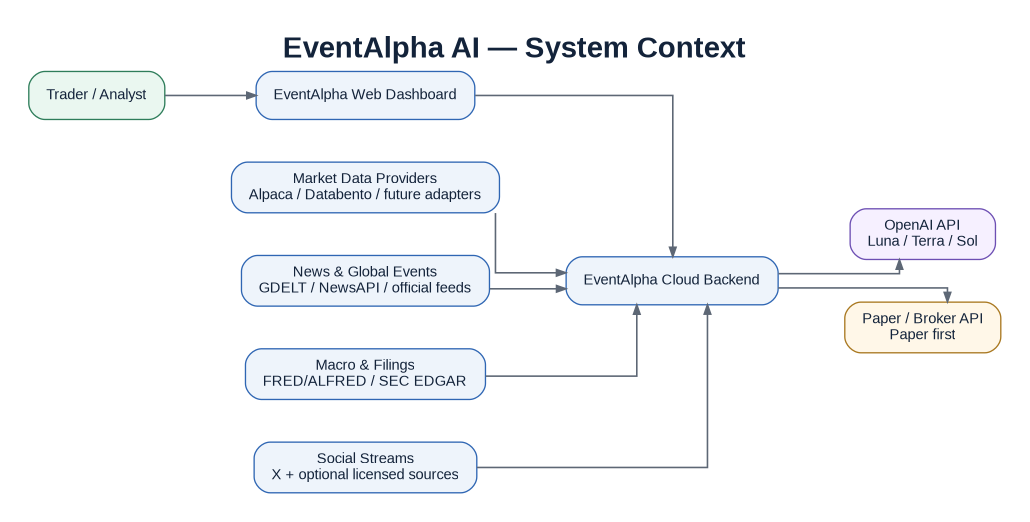 EventAlpha AI — System Context
Trader / Analyst
EventAlpha Web Dashboard
Market Data Providers
Alpaca / Databento / future adapters
OpenAI API
Luna / Terra / Sol
News & Global Events
GDELT / NewsAPI / official feeds
EventAlpha Cloud Backend
Paper / Broker API
Paper first
Macro & Filings
FRED/ALFRED / SEC EDGAR
Social Streams
X + optional licensed sources